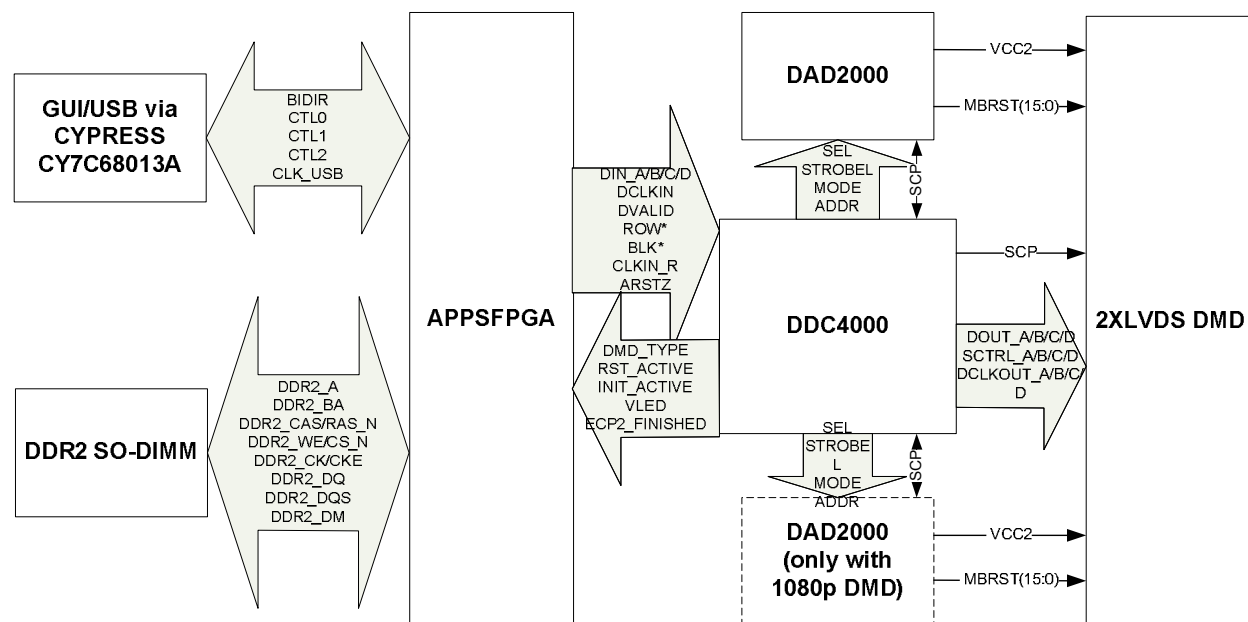 GUI/USB via
CYPRESS
CY7C68013A
BIDIR
CTL0
CTL1
CTL2
CLK_USB
DDR2 SO-DIMM
DDR2_A
DDR2_BA
DDR2_CAS/RAS_N
DDR2_WE/CS_N
DDR2_CK/CKE
DDR2_DQ
DDR2_DQS
DDR2_DM
APPSFPGA
DIN_A/B/C/D
DCLKIN
DVALID
ROW*
BLK*
CLKIN_R
ARSTZ
DMD_TYPE
RST_ACTIVE
INIT_ACTIVE
VLED
ECP2_FINISHED
DAD2000
VCC2
MBRST(15:0)
SEL
STROBEL
MODE
ADDR
SCP
DDC4000
SCP
DOUT_A/B/C/D
SCTRL_A/B/C/D
DCLKOUT_A/B/C/
D
SEL
STROBE
L
MODE
ADDR
SCP
DAD2000
(only with
1080p DMD)
VCC2
MBRST(15:0)
2XLVDS DMD